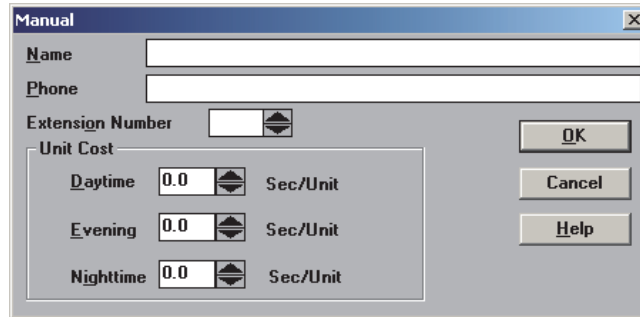 Manual
Name
Phone
Extension Number
OK
Unit Cost
Daytime 0.0 Sec/Unit
Cancel
Evening 0.0 Sec/Unit
Help
Nighttime 0.0 Sec/Unit